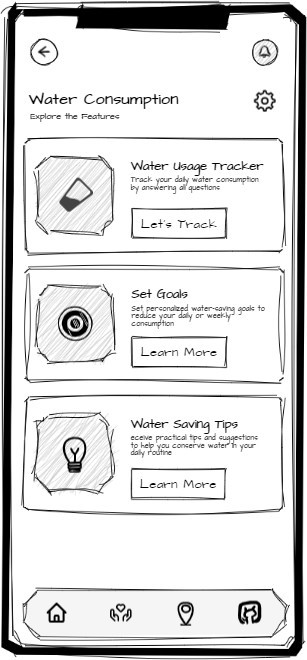 Water Consumption
Explore the Features
Water Usage Tracker
Track your daily water consumption
by answering all questions
Let's Track
Set Goals
Set personalized water-saving goals to
reduce your daily or weekly
consumption
Learn More
Water Saving Tips
eceive practical tips and suggestions
to help you conserve water in your
daily routine
Learn More